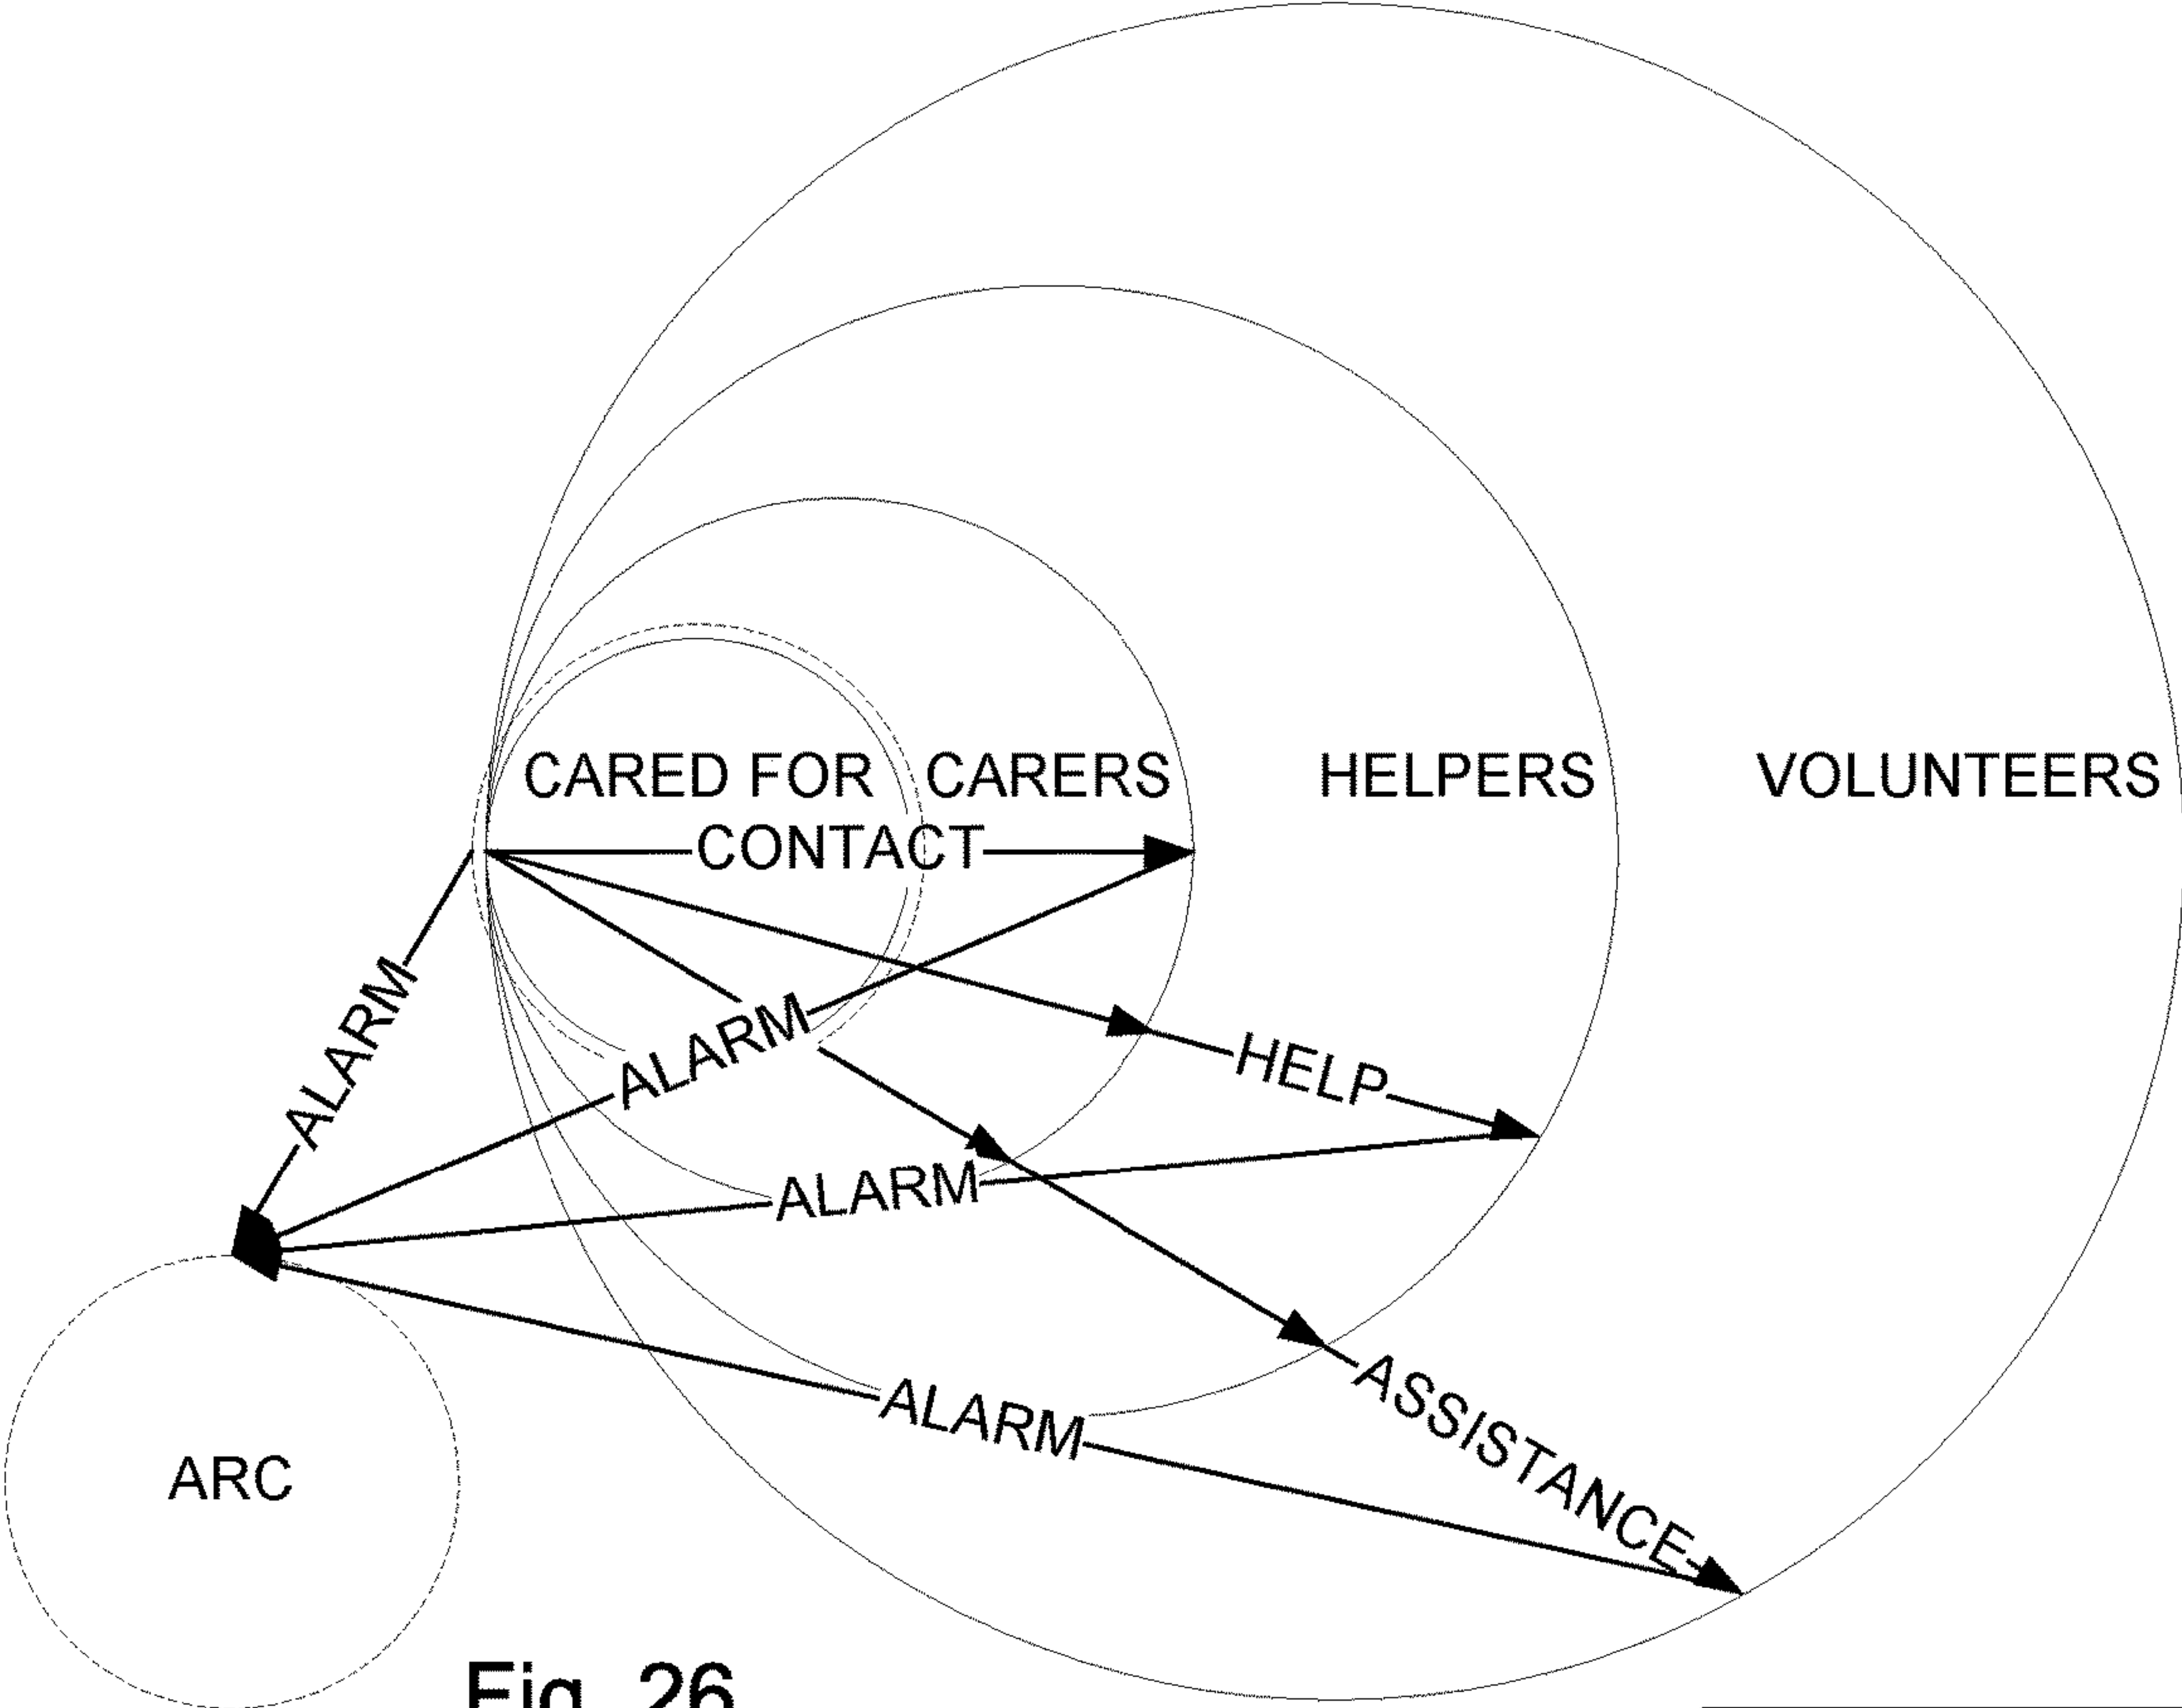 CARED FOR CARERS HELPERS VOLUNTEERS
CONTACT
ALARM
ALARM
HELP
ALARM
ALARM
ASSISTANCE
ARC
Fig. 26